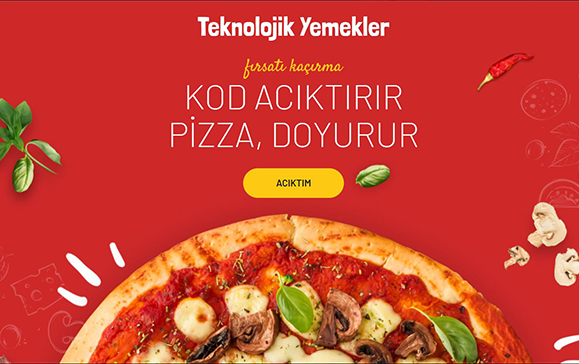 Teknolojik Yemekler
fırsatı kaçırma
KOD ACIKTIRIR
PİZZA, DOYURUR
ACIKTIM